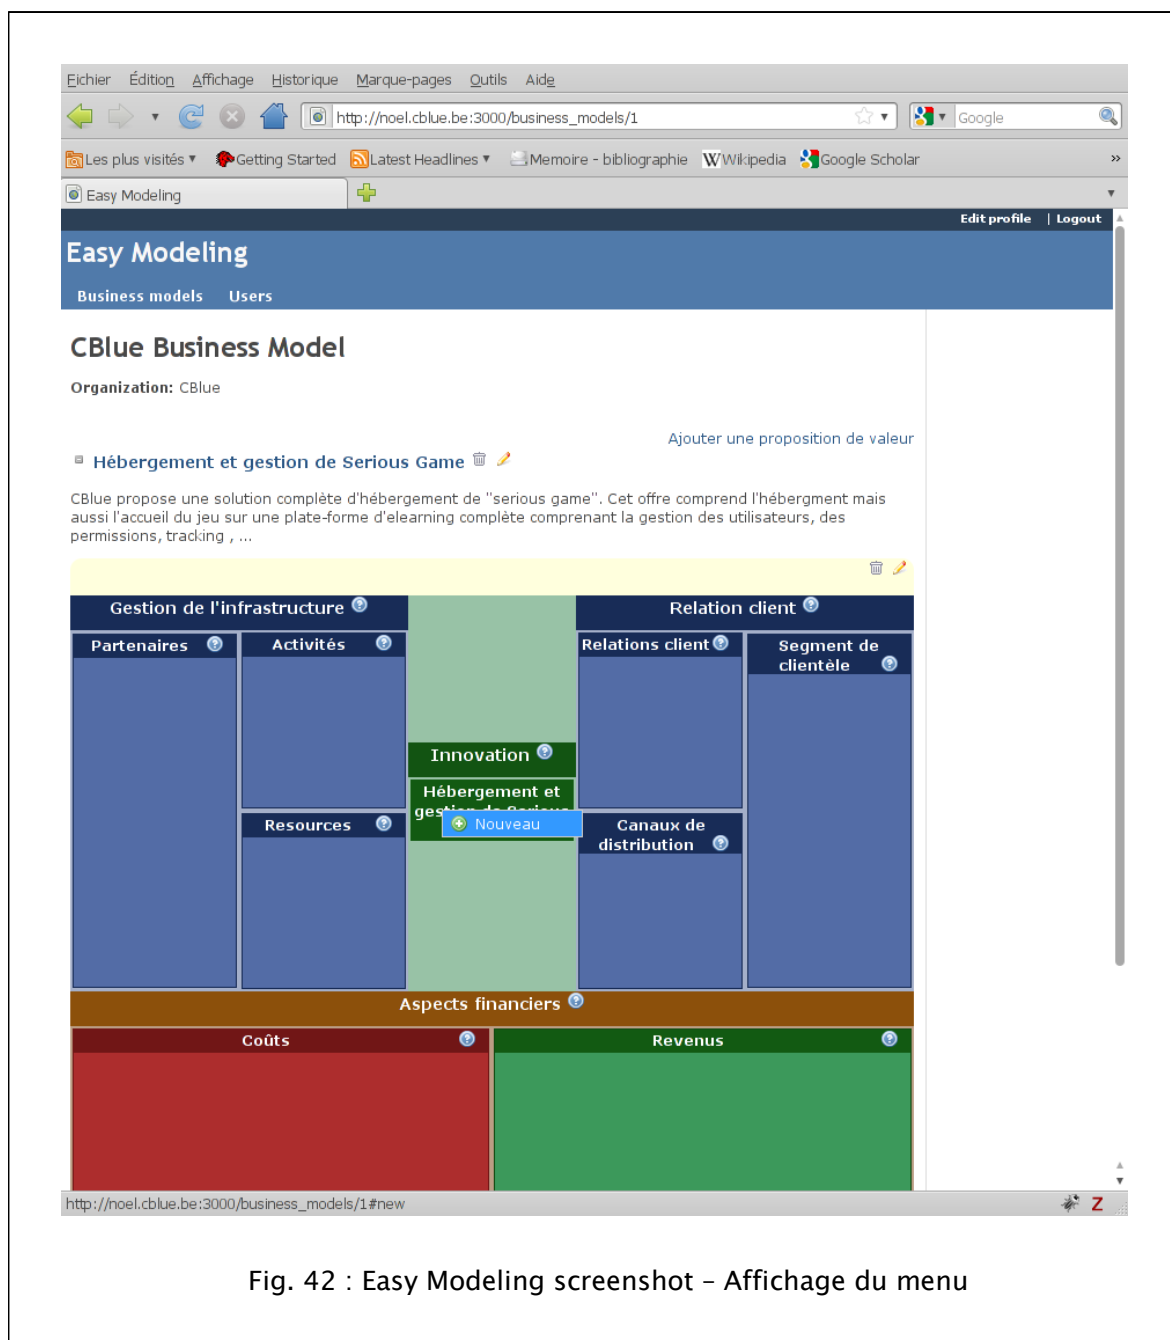 Eichier Édition Affichage Historique Marque-pages Outils Aide
http://noel.cblue.be:3000/business_models/1
Google
Les plus visités Getting Started Latest Headlines Memoire - bibliographie Wikipedia Google Scholar »
Easy Modeling
Edit profile | Logout
Easy Modeling
Business models Users
CBlue Business Model
Organization: CBlue
Ajouter une proposition de valeur
Hébergement et gestion de Serious Game
CBlue propose une solution complète d'hébergement de "serious game". Cet offre comprend l'hébergment mais
aussi l'accueil du jeu sur une plate-forme d'elearning complète comprenant la gestion des utilisateurs, des
permissions, tracking , ...
Gestion de l'infrastructure
Relation client
Partenaires
Activités
Relations client
Segment de
clientèle
Innovation
Hébergement et
gestion de Serious
Nouveau
Resources
Canaux de
distribution
Aspects financiers
Coûts
Revenus
http://noel.cblue.be:3000/business_models/1#new
Z
Fig. 42 : Easy Modeling screenshot – Affichage du menu